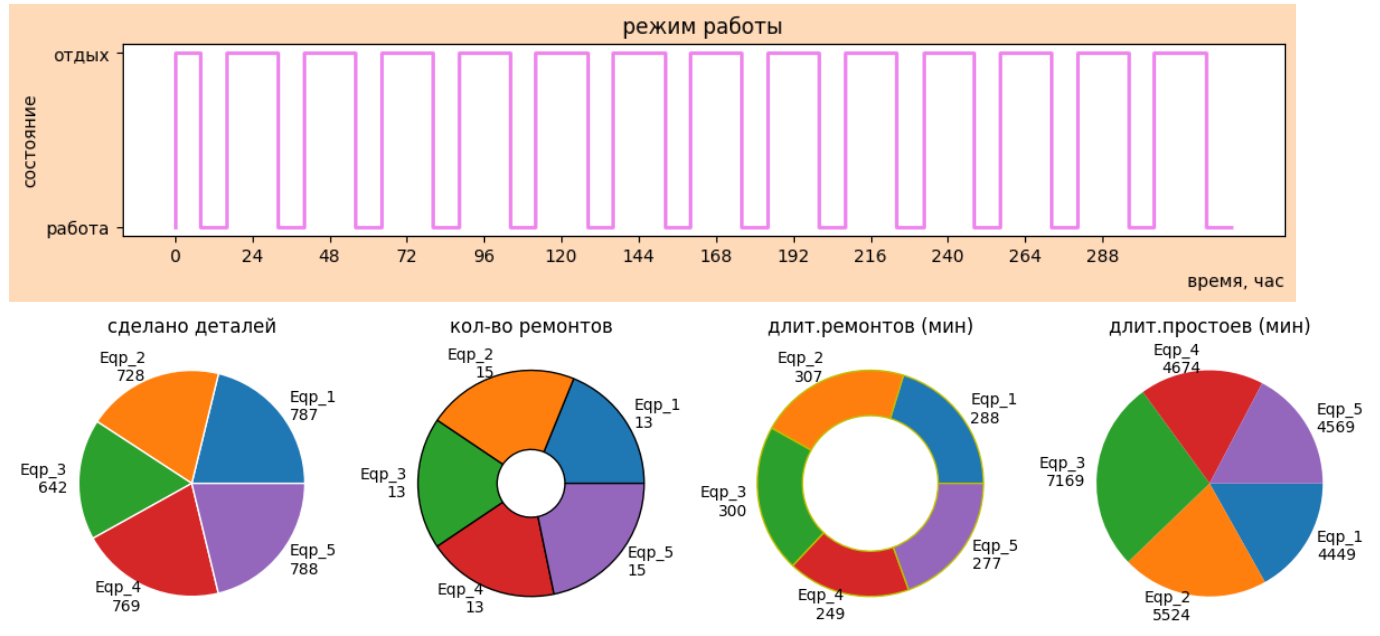 режим работы
отдых
состояние
работа
0 24 48 72 96 120 144 168 192 216 240 264 288
время, час
сделано деталей
Eqp_1
787
Eqp_2
728
Eqp_3
642
Eqp_4
769
Eqp_5
788
кол-во ремонтов
Eqp_1
13
Eqp_2
15
Eqp_3
13
Eqp_4
13
Eqp_5
15
длит.ремонтов (мин)
Eqp_1
288
Eqp_2
307
Eqp_3
300
Eqp_4
249
Eqp_5
277
длит.простоев (мин)
Eqp_4
4674
Eqp_5
4569
Eqp_3
7169
Eqp_1
4449
Eqp_2
5524